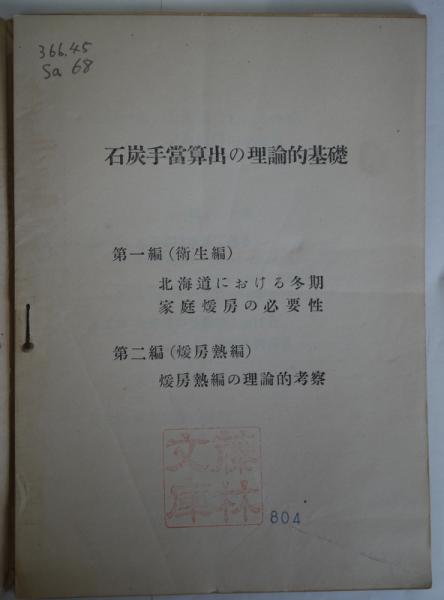 366.45
Sa 68
石炭手當算出の理論的基礎
第一編(衛生編)
北海道における冬期
家庭煖房の必要性
第二編(煖房熱編)
煖房熱編の理論的考察
藤林
文庫
804